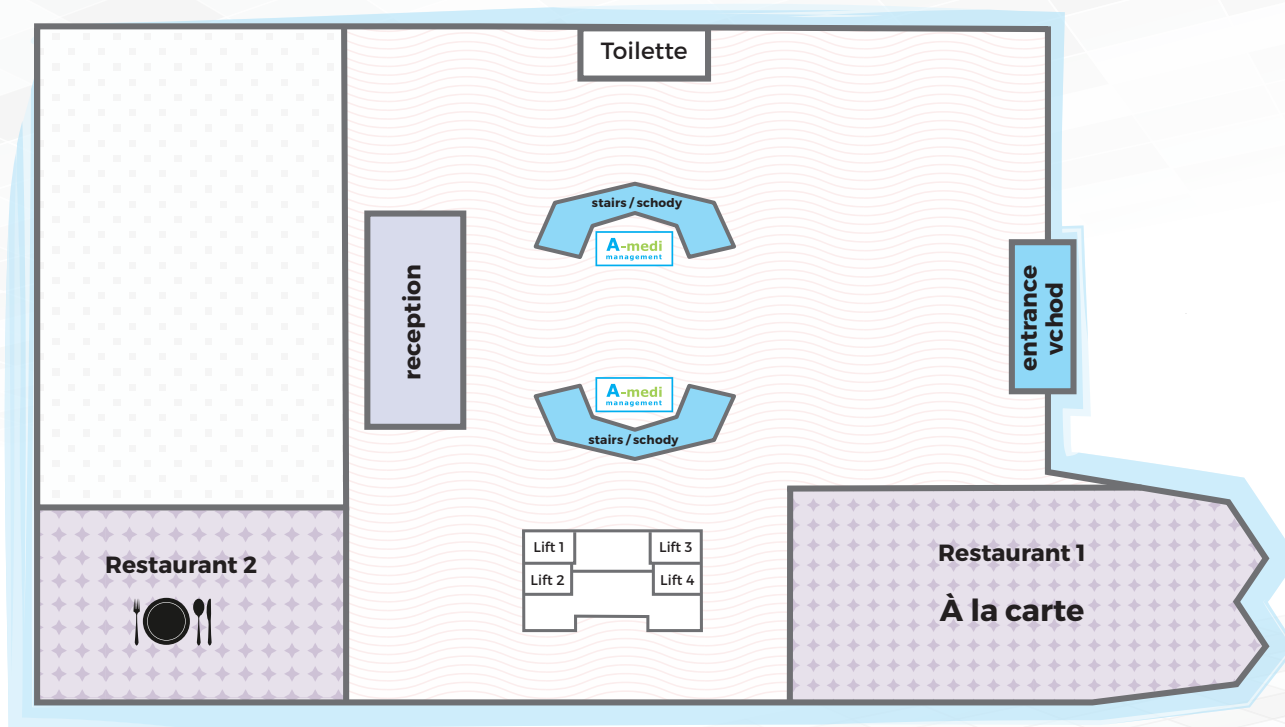 Toilette
stairs / schody
A-medi
management
reception
entrance
vchod
A-medi
management
stairs / schody
Lift 1
Lift 3
Lift 2
Lift 4
Restaurant 2
Restaurant 1
À la carte